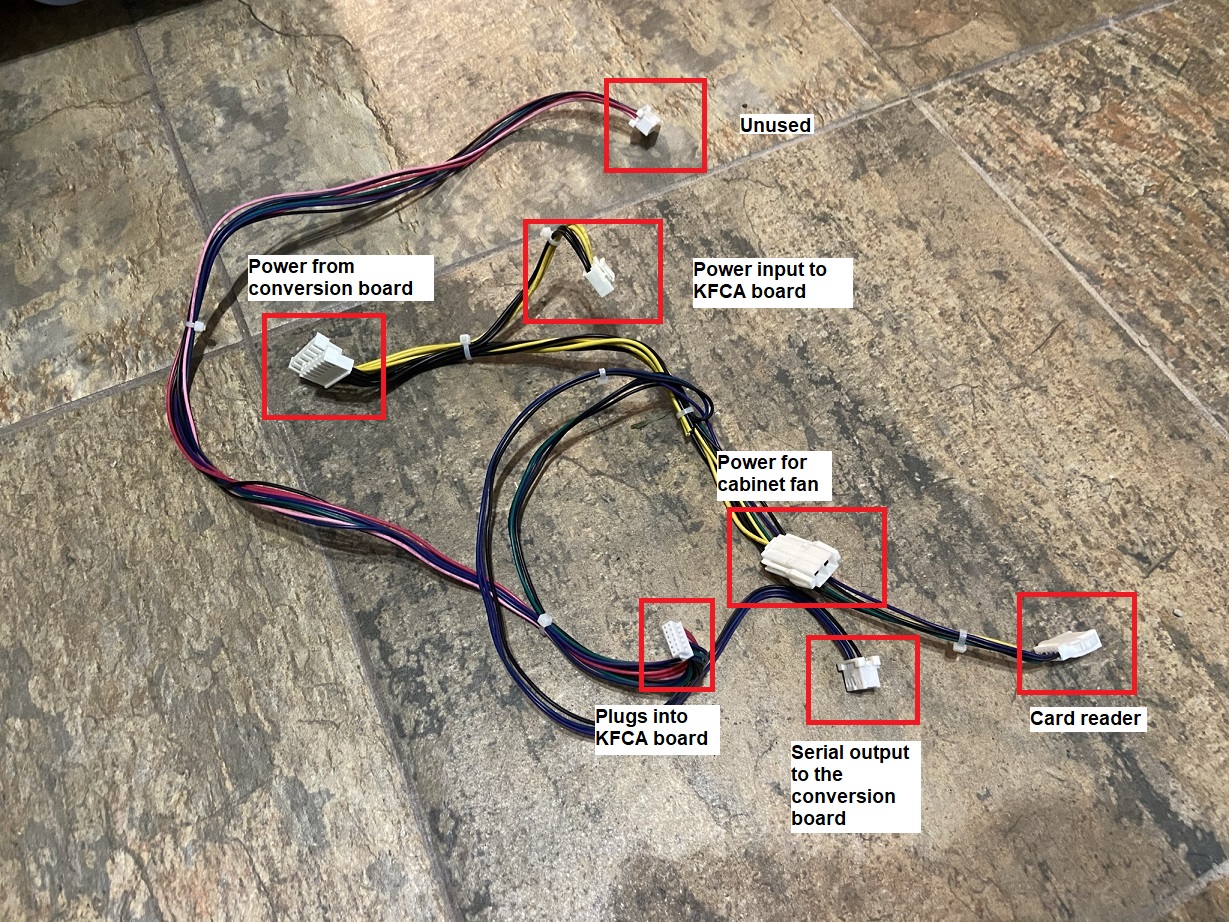 Unused
Power from
conversion board
Power input to
KFCA board
Power for
cabinet fan
Plugs into
KFCA board
Card reader
Serial output
to the
conversion
board